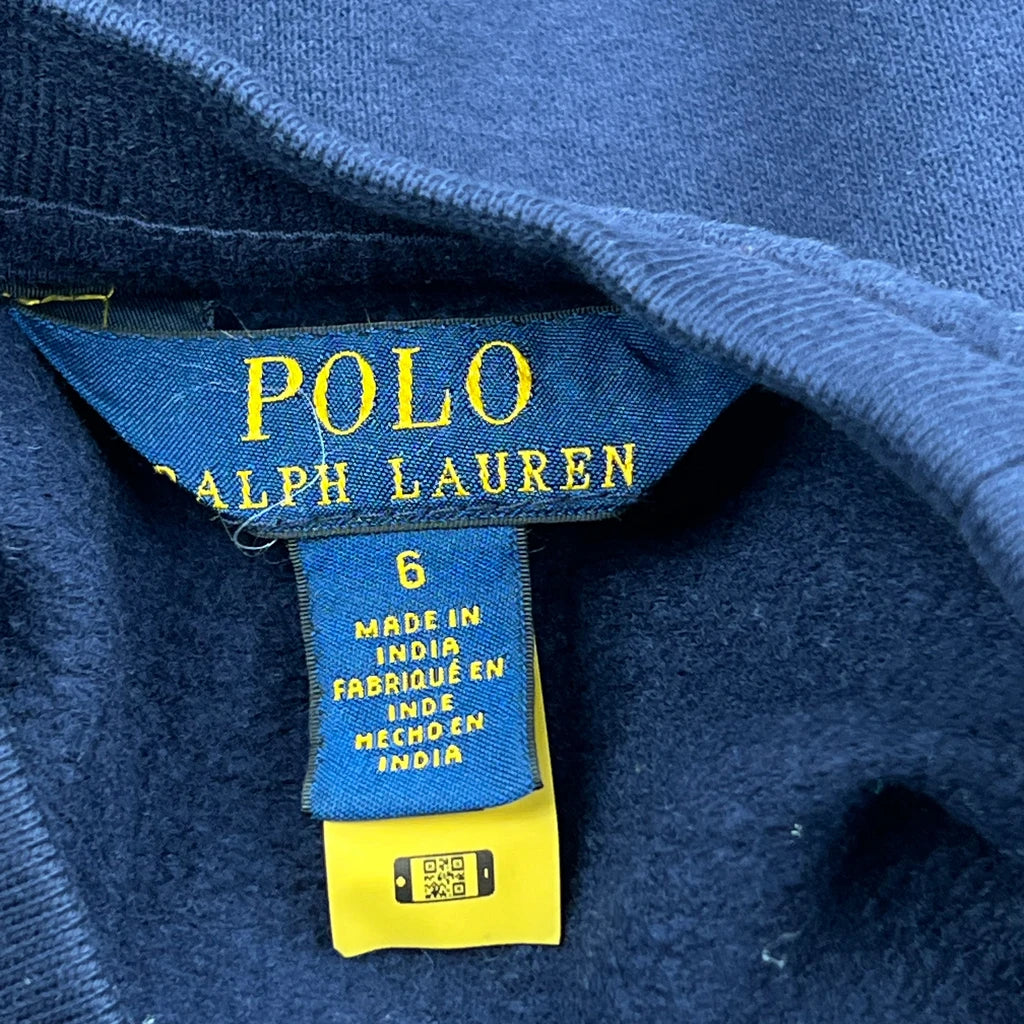 POLO
RALPH LAUREN
6
MADE IN
INDIA
FABRIQUÉ EN
INDE
HECHO EN
INDIA